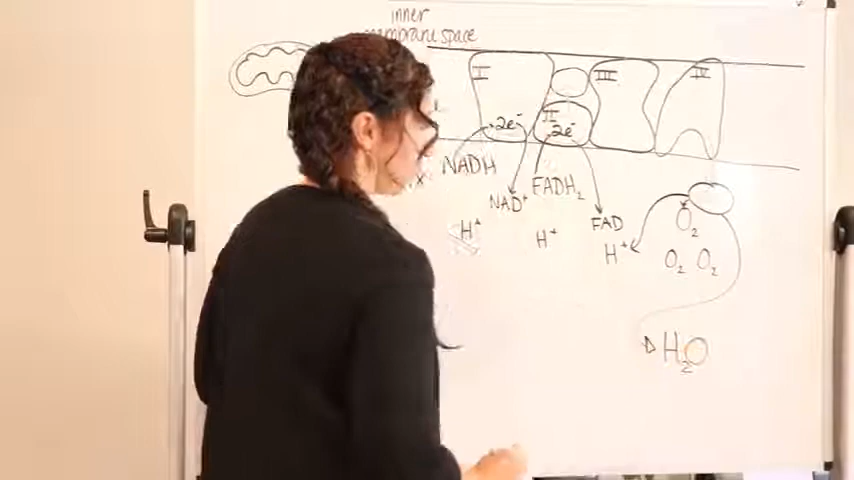 inner
membrane space
I
III
IV
II
2e⁻
2e⁻
NADH
FADH₂
NAD⁺
FAD
O₂
H⁺
H⁺
H⁺
O₂ O₂
H₂O